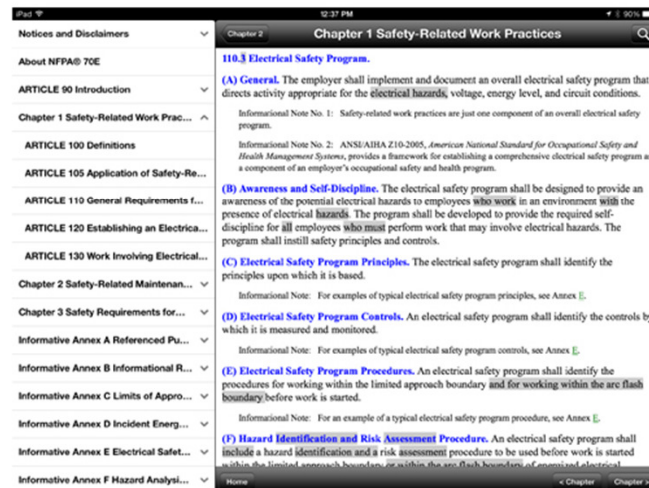 iPad
12:37 PM
90%
Notices and Disclaimers
About NFPA® 70E
ARTICLE 90 Introduction
Chapter 1 Safety-Related Work Prac...
ARTICLE 100 Definitions
ARTICLE 105 Application of Safety-Re...
ARTICLE 110 General Requirements f...
ARTICLE 120 Establishing an Electrica...
ARTICLE 130 Work Involving Electrical...
Chapter 2 Safety-Related Maintenan...
Chapter 3 Safety Requirements for...
Informative Annex A Referenced Pu...
Informative Annex B Informational R...
Informative Annex C Limits of Appro...
Informative Annex D Incident Energ...
Informative Annex E Electrical Safet...
Informative Annex F Hazard Analysi...
Chapter 2
Chapter 1 Safety-Related Work Practices
110.3 Electrical Safety Program.
(A) General. The employer shall implement and document an overall electrical safety program that
directs activity appropriate for the electrical hazards, voltage, energy level, and circuit conditions.
Informational Note No. 1: Safety-related work practices are just one component of an overall electrical safety
program.
Informational Note No. 2: ANSI/AIHA Z10-2005, American National Standard for Occupational Safety and
Health Management Systems, provides a framework for establishing a comprehensive electrical safety program a
a component of an employer's occupational safety and health program.
(B) Awareness and Self-Discipline. The electrical safety program shall be designed to provide an
awareness of the potential electrical hazards to employees who work in an environment with the
presence of electrical hazards. The program shall be developed to provide the required self-
discipline for all employees who must perform work that may involve electrical hazards. The
program shall instill safety principles and controls.
(C) Electrical Safety Program Principles. The electrical safety program shall identify the
principles upon which it is based.
Informational Note: For examples of typical electrical safety program principles, see Annex E.
(D) Electrical Safety Program Controls. An electrical safety program shall identify the controls by
which it is measured and monitored.
Informational Note: For examples of typical electrical safety program controls, see Annex E.
(E) Electrical Safety Program Procedures. An electrical safety program shall identify the
procedures for working within the limited approach boundary and for working within the arc flash
boundary before work is started.
Informational Note: For an example of a typical electrical safety program procedure, see Annex E.
(F) Hazard Identification and Risk Assessment Procedure. An electrical safety program shall
include a hazard identification and a risk assessment procedure to be used before work is started
within the limited approach boundary or within the arc flash boundary of energized electrical
Home
< Chapter
Chapter >